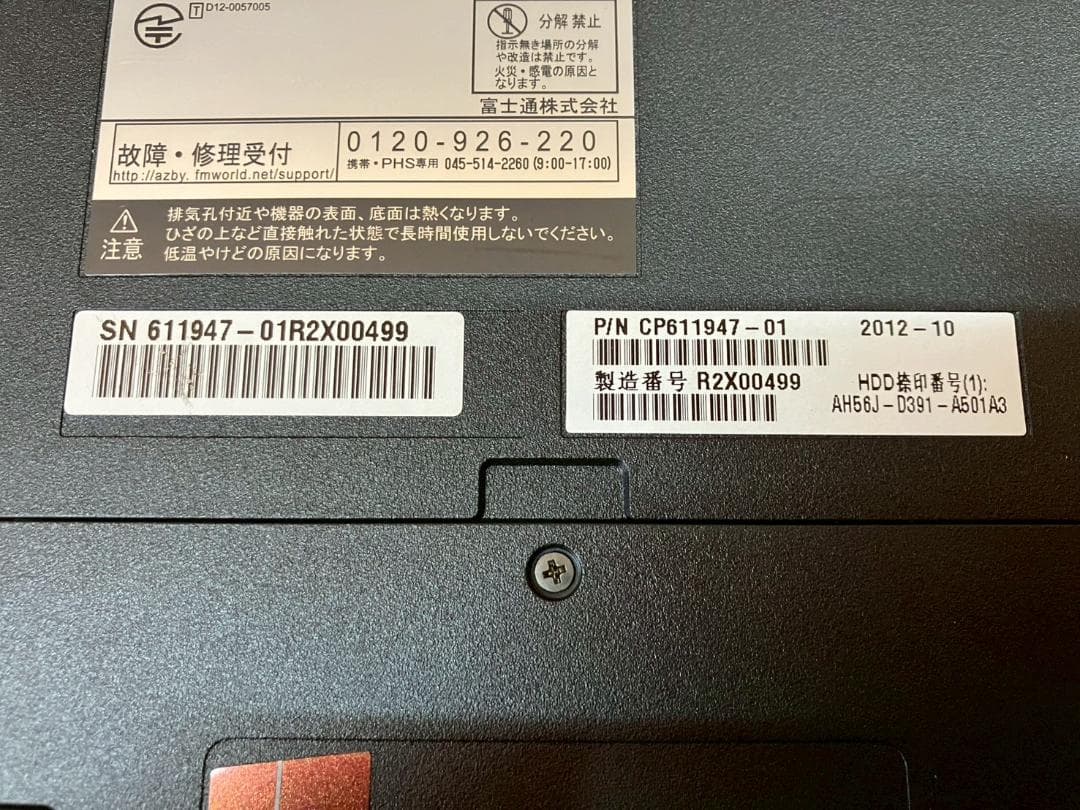 T D12-0057005
分解禁止
指示無き場所の分解
や改造は禁止です。
火災・感電の原因と
なります。
富士通株式会社
故障・修理受付
http://azby.fmworld.net/support/
0120-926-220
携帯・PHS専用 045-514-2260 (9:00-17:00)
注意
排気孔付近や機器の表面、底面は熱くなります。
ひざの上など直接触れた状態で長時間使用しないでください。
低温やけどの原因になります。
SN 611947-01R2X00499
P/N CP611947-01 2012-10
製造番号 R2X00499
HDD捺印番号(1):
AH56J-D391-A501A3